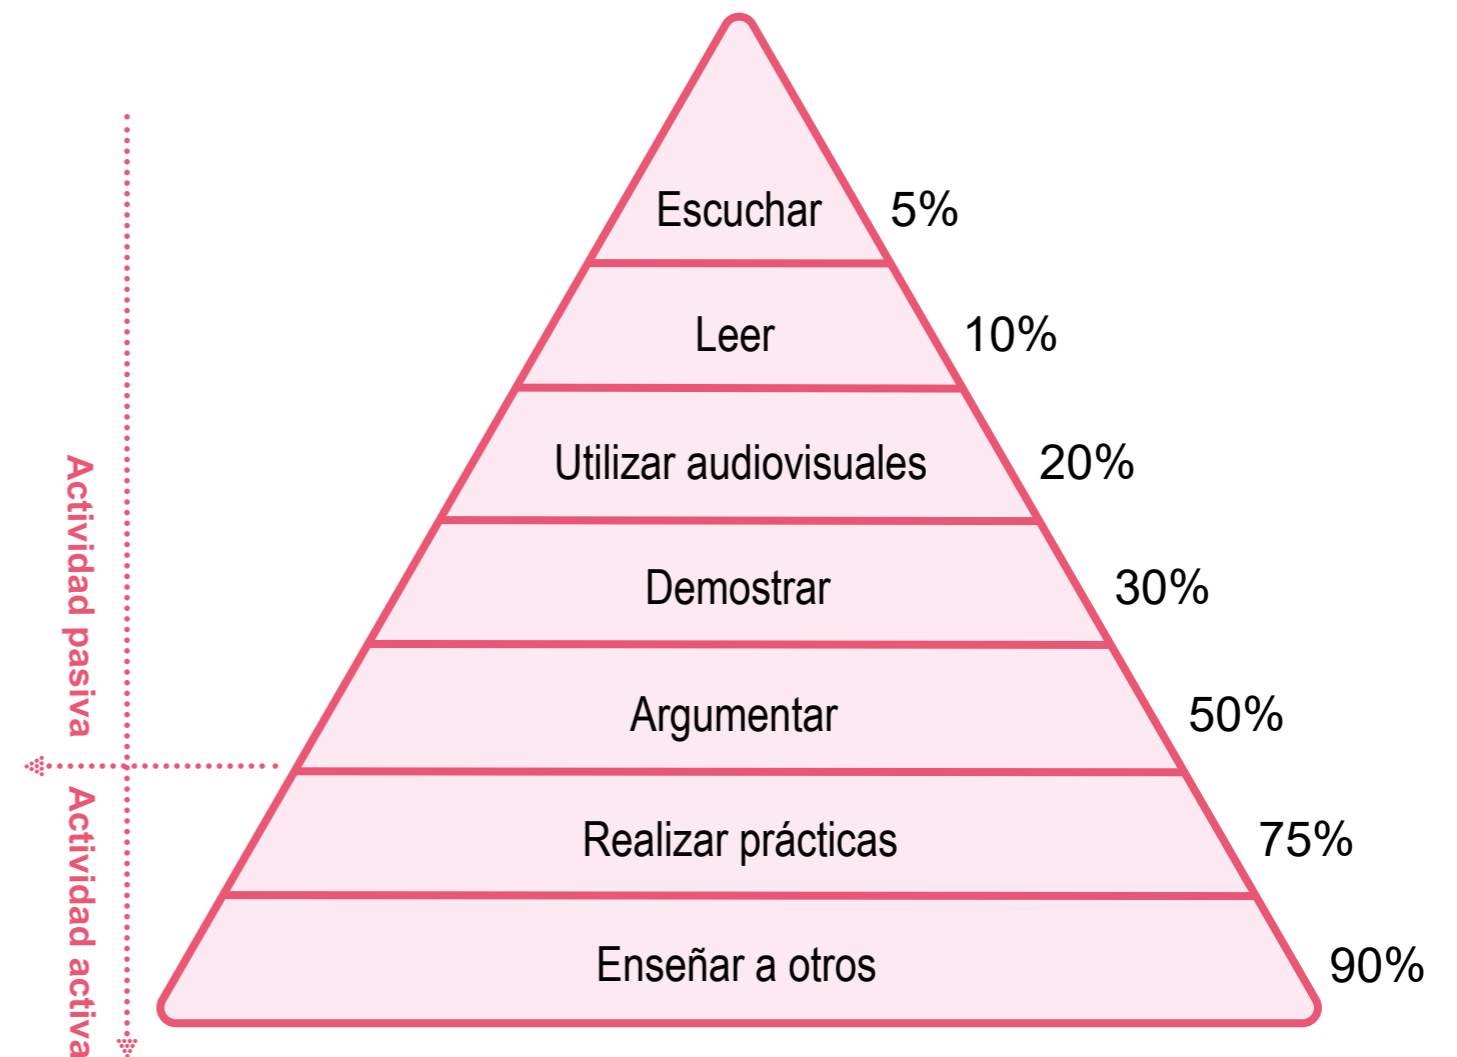 Escuchar 5%
Leer 10%
Utilizar audiovisuales 20%
Demostrar 30%
Argumentar 50%
Realizar prácticas 75%
Enseñar a otros 90%
Actividad pasiva
Actividad activa